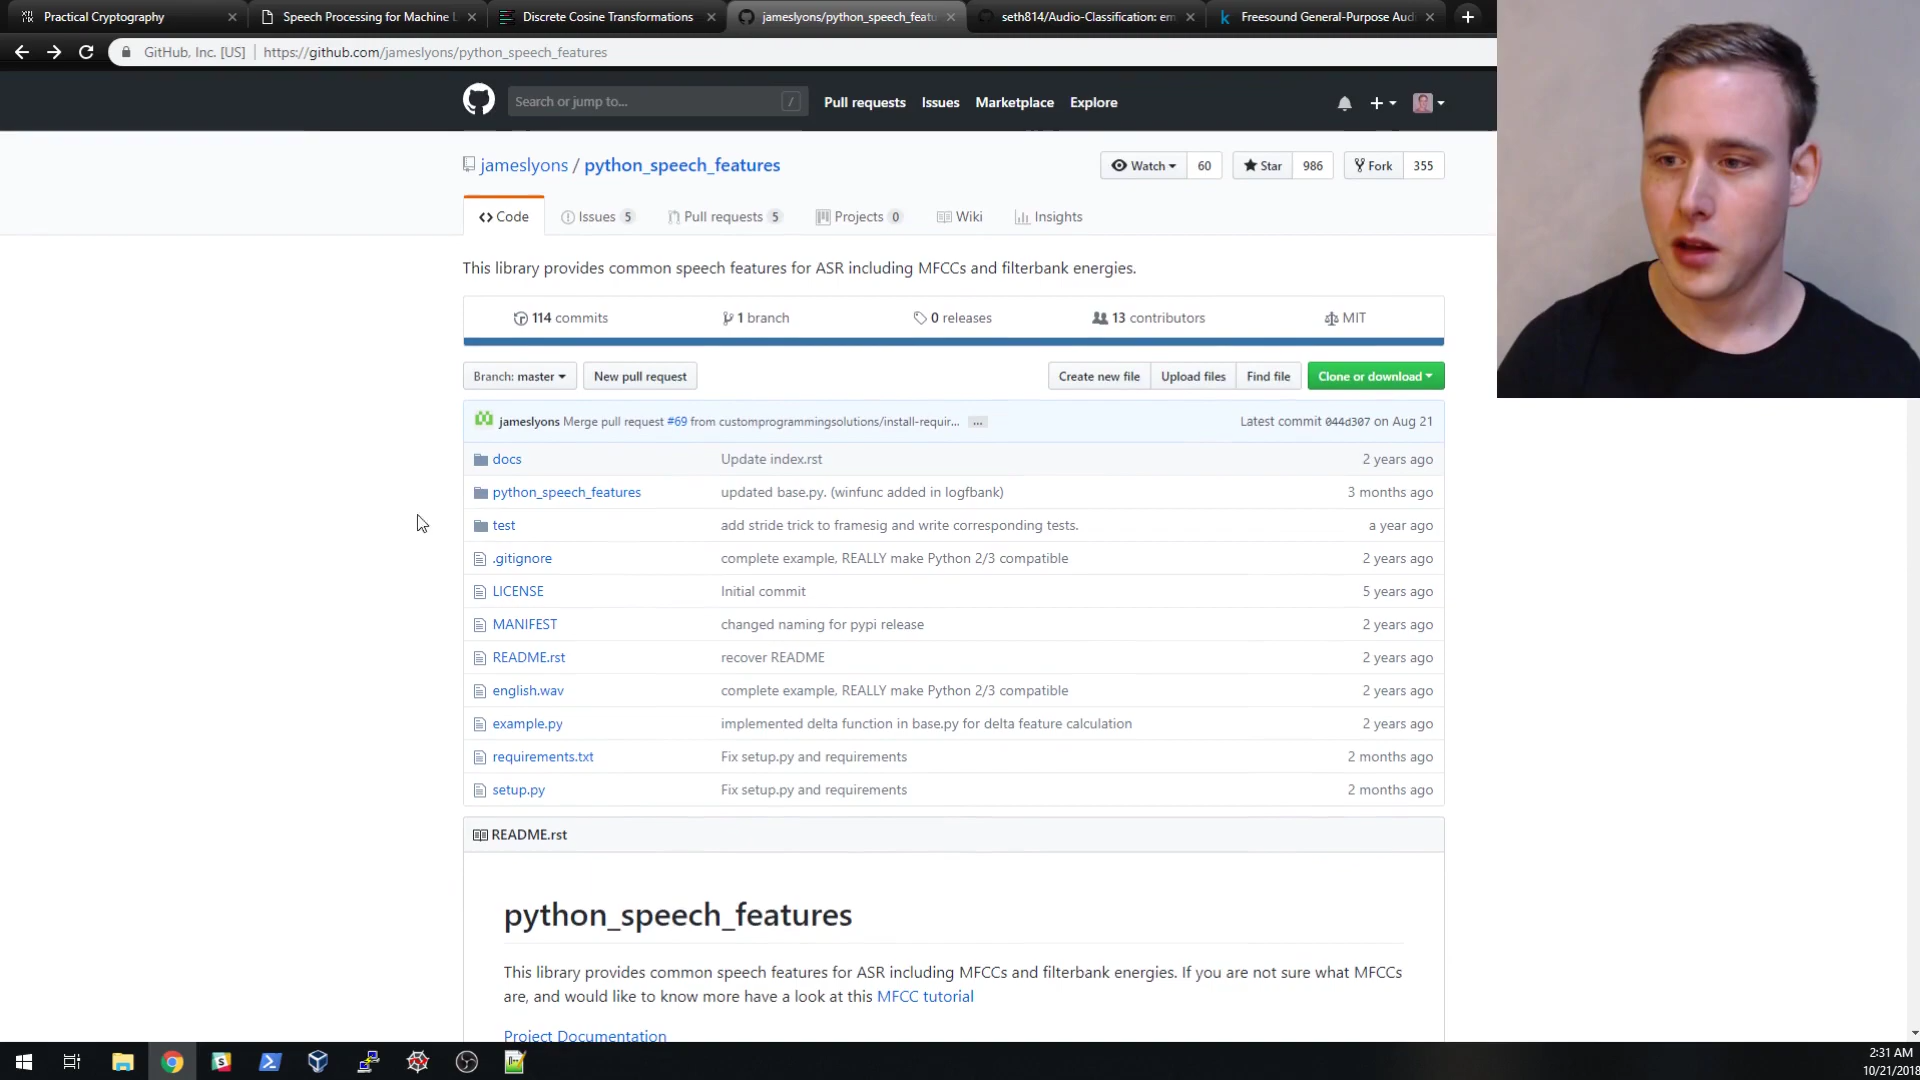 Practical Cryptography
Speech Processing for Machine L
Discrete Cosine Transformations
jameslyons/python_speech_featu
seth814/Audio-Classification: em
Freesound General-Purpose Aud
GitHub, Inc. [US] | https://github.com/jameslyons/python_speech_features
Search or jump to... /
Pull requests Issues Marketplace Explore
jameslyons / python_speech_features
Watch 60 Star 986 Fork 355
Code Issues 5 Pull requests 5 Projects 0 Wiki Insights
This library provides common speech features for ASR including MFCCs and filterbank energies.
114 commits 1 branch 0 releases 13 contributors MIT
Branch: master New pull request Create new file Upload files Find file Clone or download
jameslyons Merge pull request #69 from customprogrammingsolutions/install-requir... ... Latest commit 044d307 on Aug 21
docs Update index.rst 2 years ago
python_speech_features updated base.py. (winfunc added in logfbank) 3 months ago
test add stride trick to framesig and write corresponding tests. a year ago
.gitignore complete example, REALLY make Python 2/3 compatible 2 years ago
LICENSE Initial commit 5 years ago
MANIFEST changed naming for pypi release 2 years ago
README.rst recover README 2 years ago
english.wav complete example, REALLY make Python 2/3 compatible 2 years ago
example.py implemented delta function in base.py for delta feature calculation 2 years ago
requirements.txt Fix setup.py and requirements 2 months ago
setup.py Fix setup.py and requirements 2 months ago
README.rst
python_speech_features
This library provides common speech features for ASR including MFCCs and filterbank energies. If you are not sure what MFCCs
are, and would like to know more have a look at this MFCC tutorial
Project Documentation
2:31 AM
10/21/2018